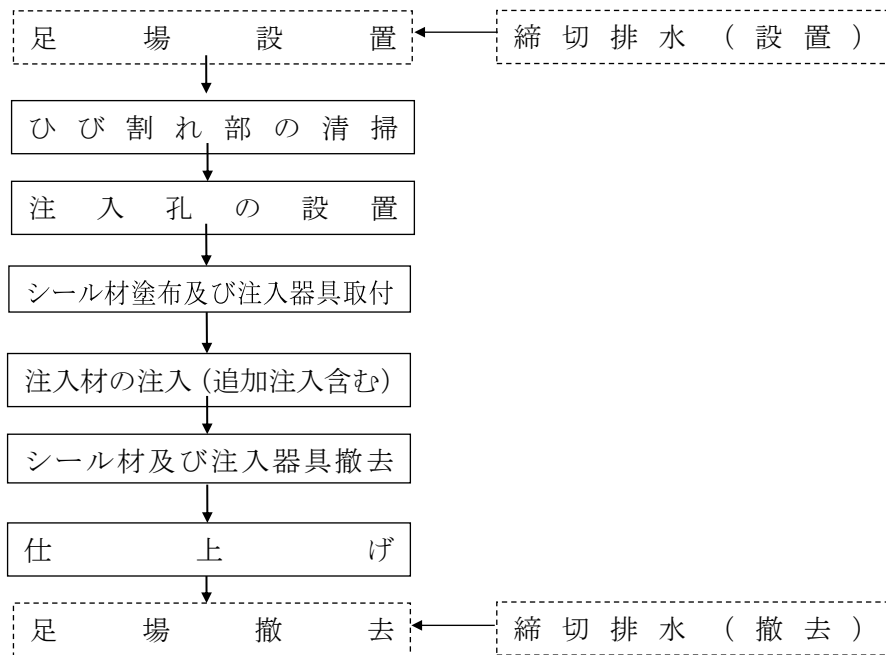 足場設置
締切排水（設置）
ひび割れ部の清掃
注入孔の設置
シール材塗布及び注入器具取付
注入材の注入（追加注入含む）
シール材及び注入器具撤去
仕上げ
足場撤去
締切排水（撤去）